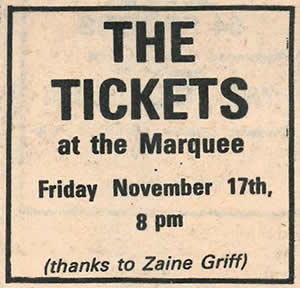 THE
TICKETS
at the Marquee
Friday November 17th,
8 pm
(thanks to Zaine Griff)